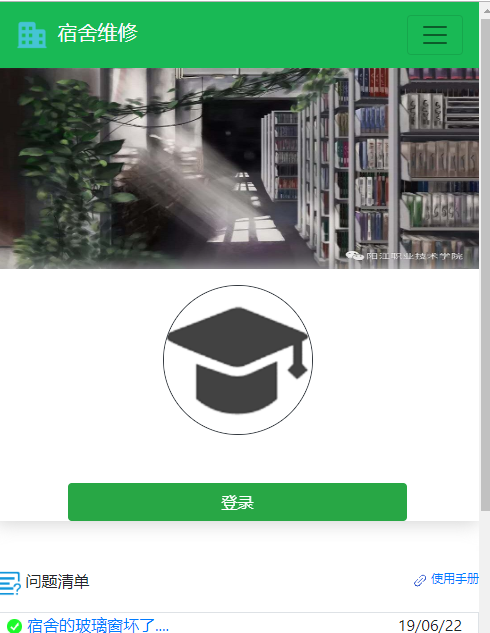 宿舍维修
阳江职业技术学院
登录
问题清单
使用手册
宿舍的玻璃窗坏了....
19/06/22